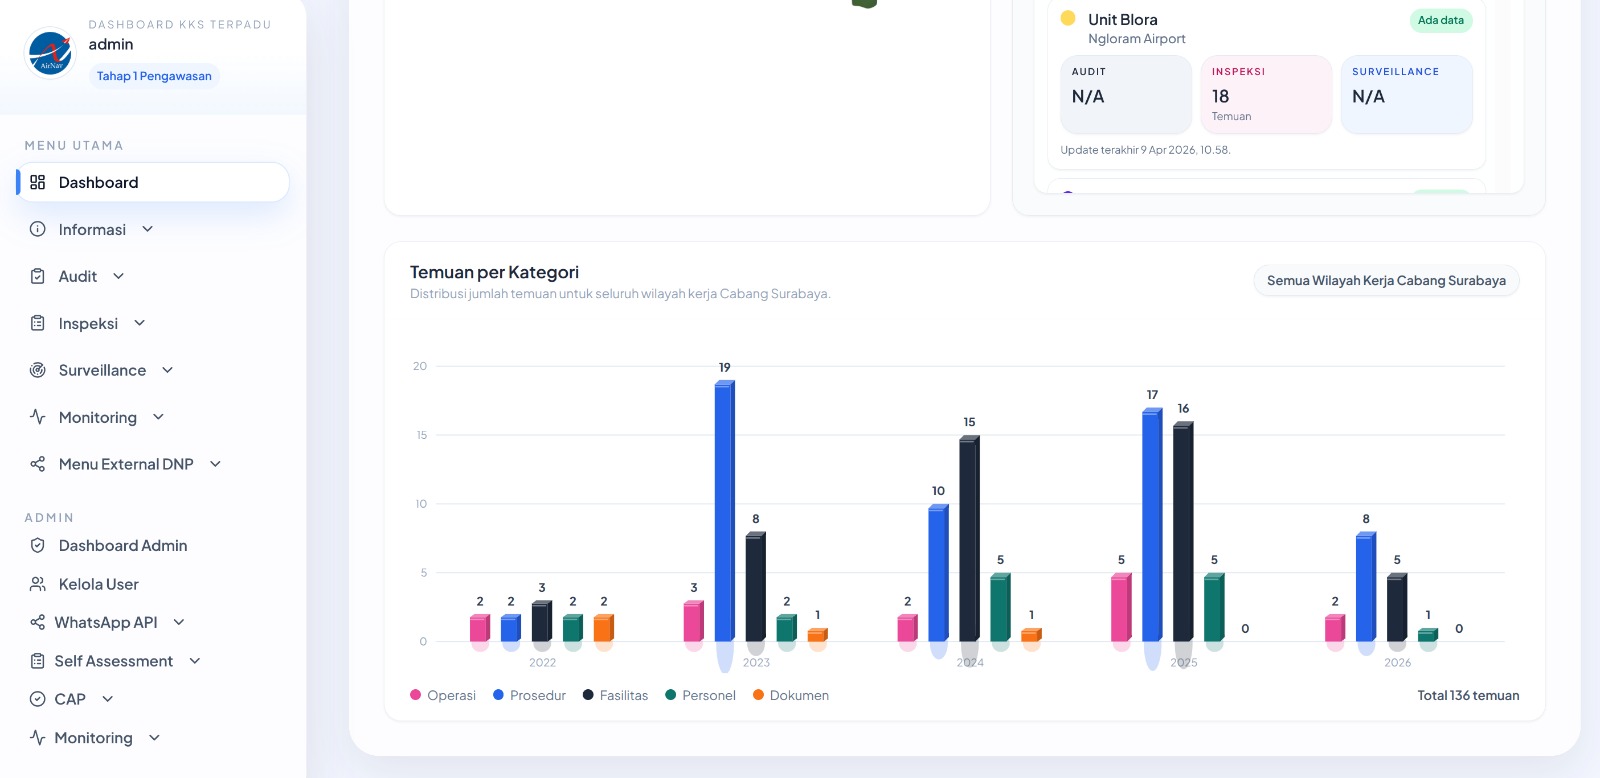 DASHBOARD KKS TERPADU
admin
Tahap 1 Pengawasan
AirNav
MENU UTAMA
Dashboard
Informasi
Audit
Inspeksi
Surveillance
Monitoring
Menu External DNP
ADMIN
Dashboard Admin
Kelola User
WhatsApp API
Self Assessment
CAP
Monitoring
Unit Blora
Ada data
Ngloram Airport
AUDIT
N/A
INSPEKSI
18
Temuan
SURVEILLANCE
N/A
Update terakhir 9 Apr 2026, 10.58.
Temuan per Kategori
Distribusi jumlah temuan untuk seluruh wilayah kerja Cabang Surabaya.
Semua Wilayah Kerja Cabang Surabaya
20
15
10
5
0
2 2 3 2 2
3 19 8 2 1
2 10 15 5 1
5 17 16 5 0
2 8 5 1 0
2022 2023 2024 2025 2026
Operasi Prosedur Fasilitas Personel Dokumen
Total 136 temuan